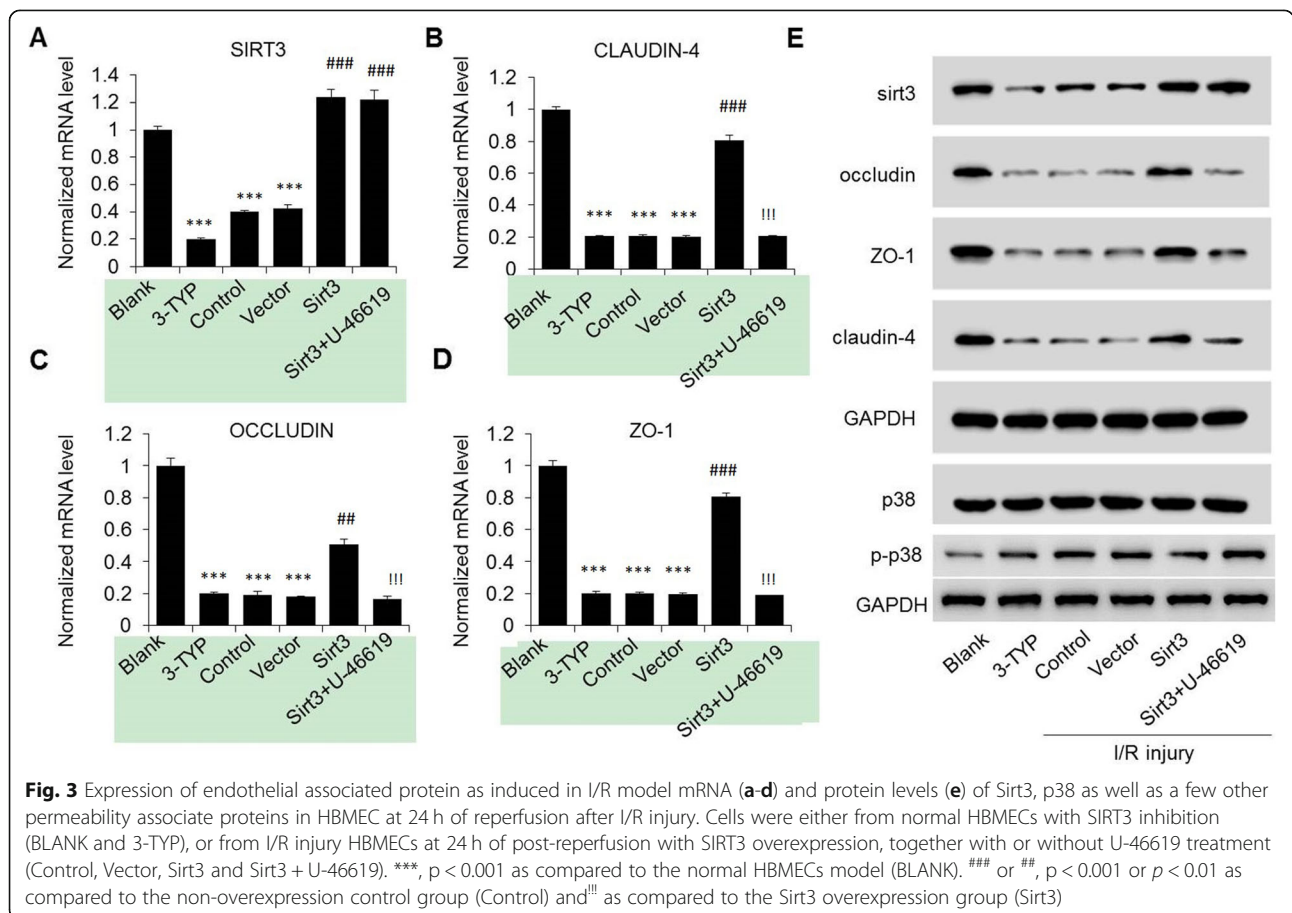 A
SIRT3
Normalized mRNA level
1.4
1.2
1
0.8
0.6
0.4
0.2
0
***
***
***
###
###
Blank
3-TYP
Control
Vector
Sirt3
Sirt3+U-46619
B
CLAUDIN-4
Normalized mRNA level
1.2
1
0.8
0.6
0.4
0.2
0
***
***
***
###
!!!
Blank
3-TYP
Control
Vector
Sirt3
Sirt3+U-46619
C
OCCLUDIN
Normalized mRNA level
1.2
1
0.8
0.6
0.4
0.2
0
***
***
***
##
!!!
Blank
3-TYP
Control
Vector
Sirt3
Sirt3+U-46619
D
ZO-1
Normalized mRNA level
1.2
1
0.8
0.6
0.4
0.2
0
***
***
***
###
!!!
Blank
3-TYP
Control
Vector
Sirt3
Sirt3+U-46619
E
sirt3
occludin
ZO-1
claudin-4
GAPDH
p38
p-p38
GAPDH
Blank
3-TYP
Control
Vector
Sirt3
Sirt3+U-46619
I/R injury
Fig. 3 Expression of endothelial associated protein as induced in I/R model mRNA (a-d) and protein levels (e) of Sirt3, p38 as well as a few other
permeability associate proteins in HBMEC at 24 h of reperfusion after I/R injury. Cells were either from normal HBMECs with SIRT3 inhibition
(BLANK and 3-TYP), or from I/R injury HBMECs at 24 h of post-reperfusion with SIRT3 overexpression, together with or without U-46619 treatment
(Control, Vector, Sirt3 and Sirt3 + U-46619). ***, p < 0.001 as compared to the normal HBMECs model (BLANK). ### or ##, p < 0.001 or p < 0.01 as
compared to the non-overexpression control group (Control) and!!! as compared to the Sirt3 overexpression group (Sirt3)